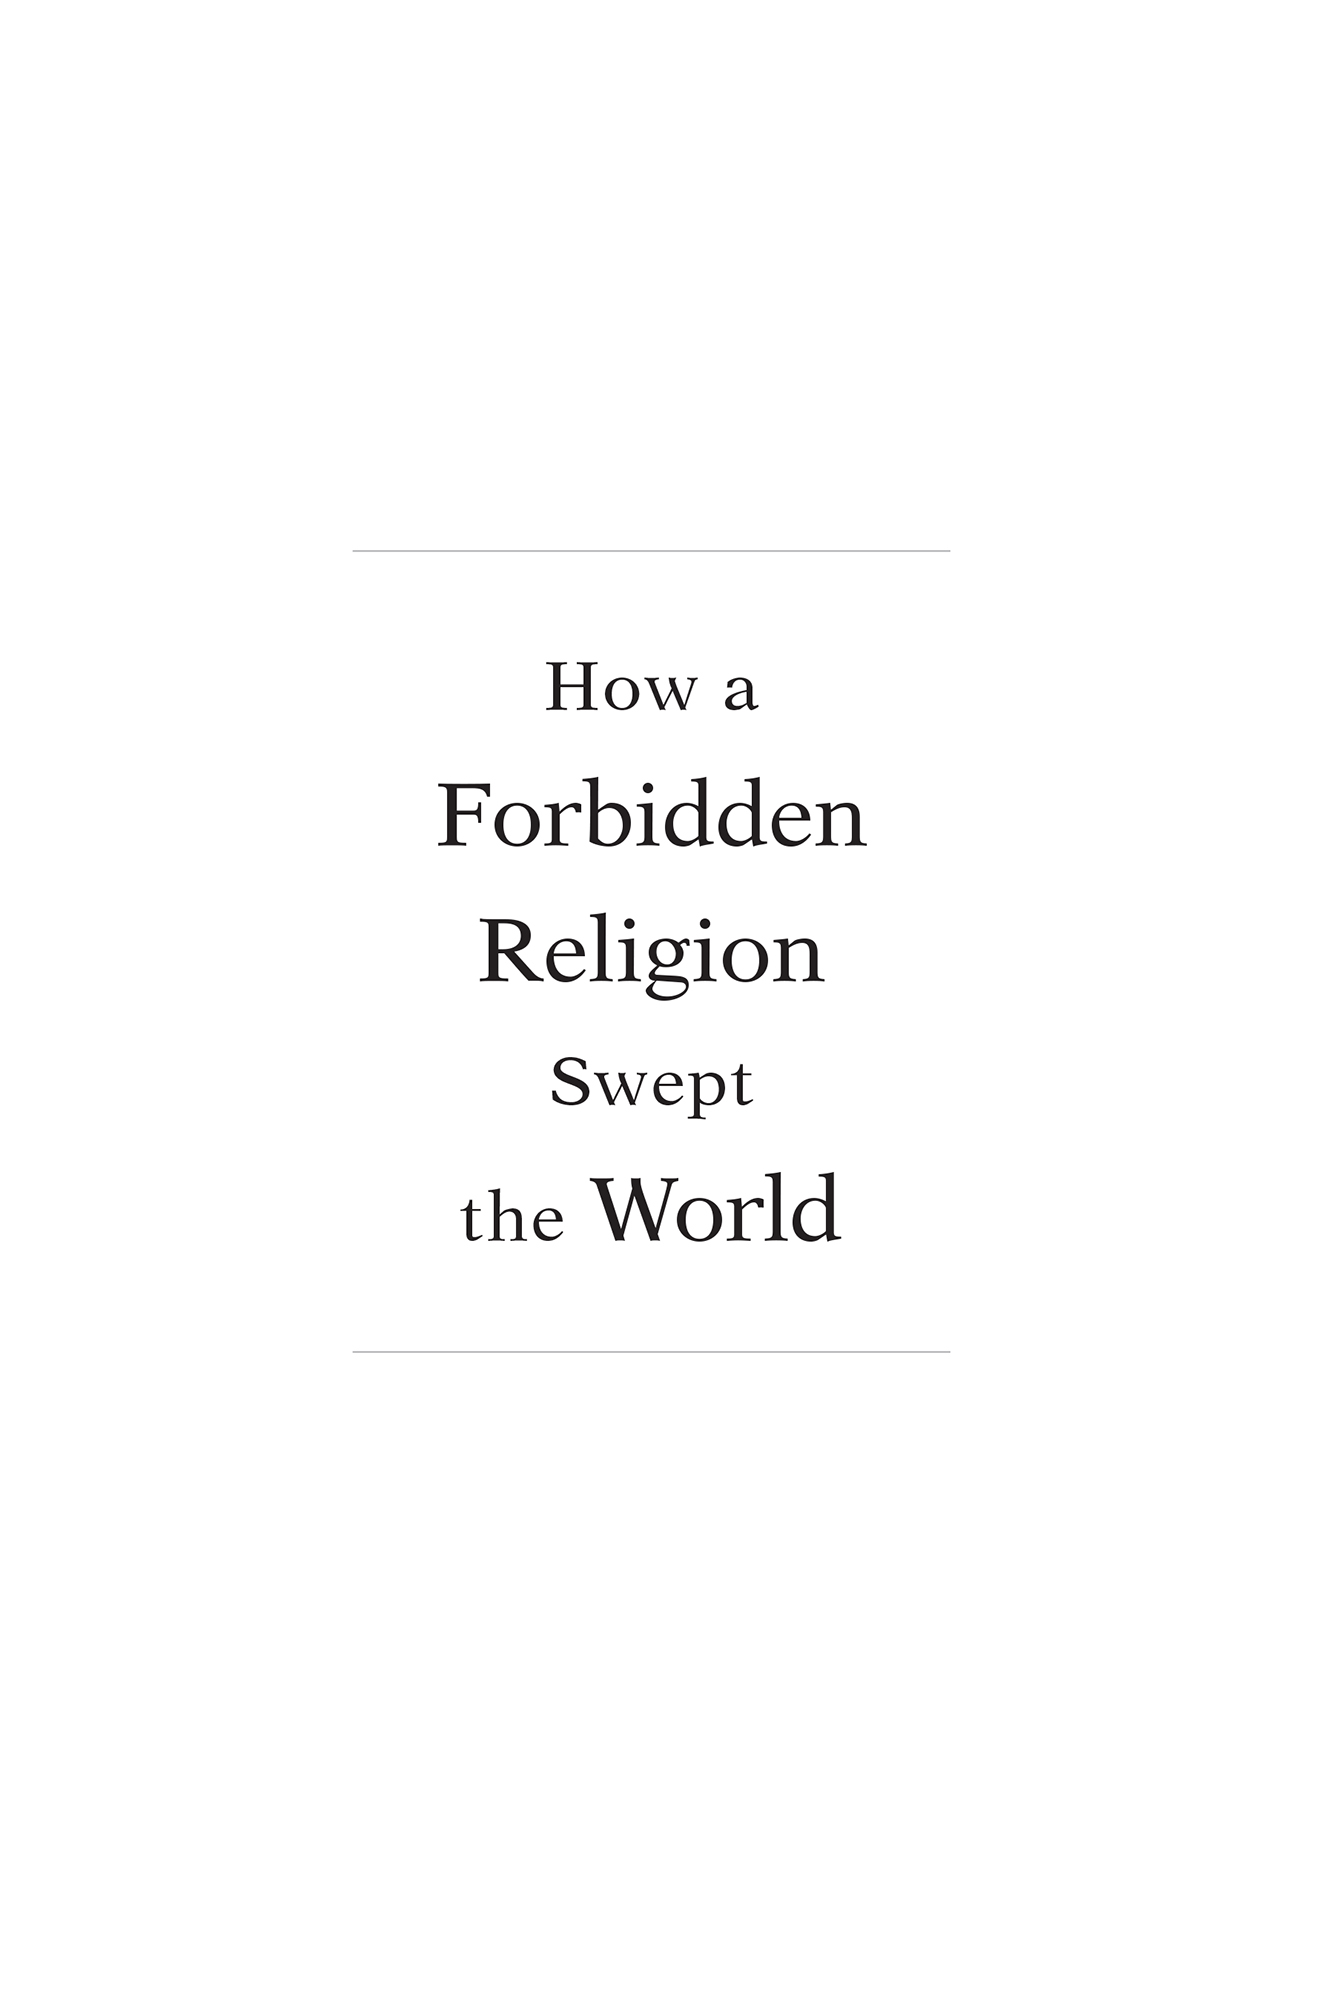 How a
Forbidden
Religion
Swept
the World